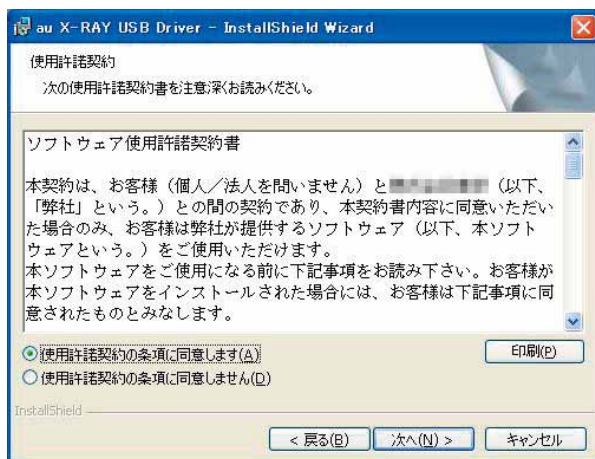 au X-RAY USB Driver - InstallShield Wizard
使用許諾契約
次の使用許諾契約書を注意深くお読みください。
ソフトウェア使用許諾契約書
本契約は、お客様（個人／法人を問いません）と（以下、
「弊社」という。）との間の契約であり、本契約書内容に同意いただい
た場合のみ、お客様は弊社が提供するソフトウェア（以下、本ソフト
ウェアという。）をご使用いただけます。
本ソフトウェアをご使用になる前に下記事項をお読み下さい。お客様が
本ソフトウェアをインストールされた場合には、お客様は下記事項に同
意されたものとみなします。
使用許諾契約の条項に同意します(A)
印刷(P)
使用許諾契約の条項に同意しません(D)
InstallShield
< 戻る(B)
次へ(N) >
キャンセル